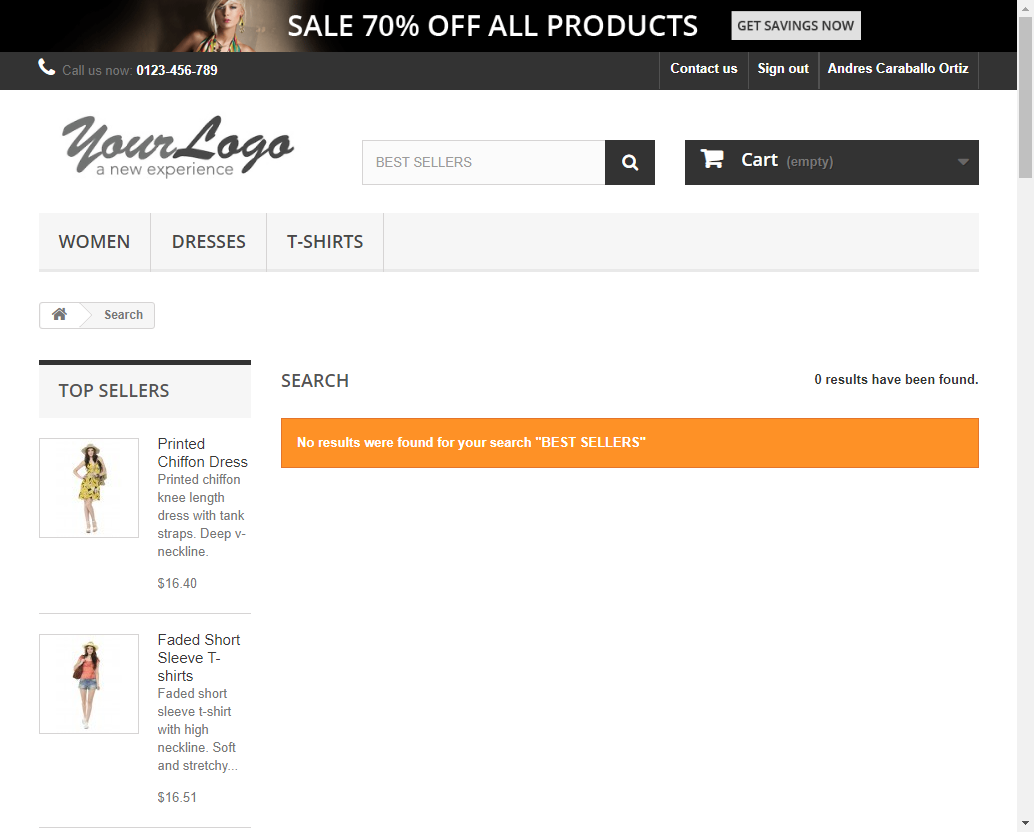 SALE 70% OFF ALL PRODUCTS
GET SAVINGS NOW
Call us now: 0123-456-789
Contact us
Sign out
Andres Caraballo Ortiz
YourLogo
a new experience
BEST SELLERS
Cart (empty)
WOMEN
DRESSES
T-SHIRTS
Search
TOP SELLERS
Printed
Chiffon Dress
Printed chiffon
knee length
dress with tank
straps. Deep v-
neckline.
$16.40
Faded Short
Sleeve T-
shirts
Faded short
sleeve t-shirt
with high
neckline. Soft
and stretchy...
$16.51
SEARCH
0 results have been found.
No results were found for your search "BEST SELLERS"